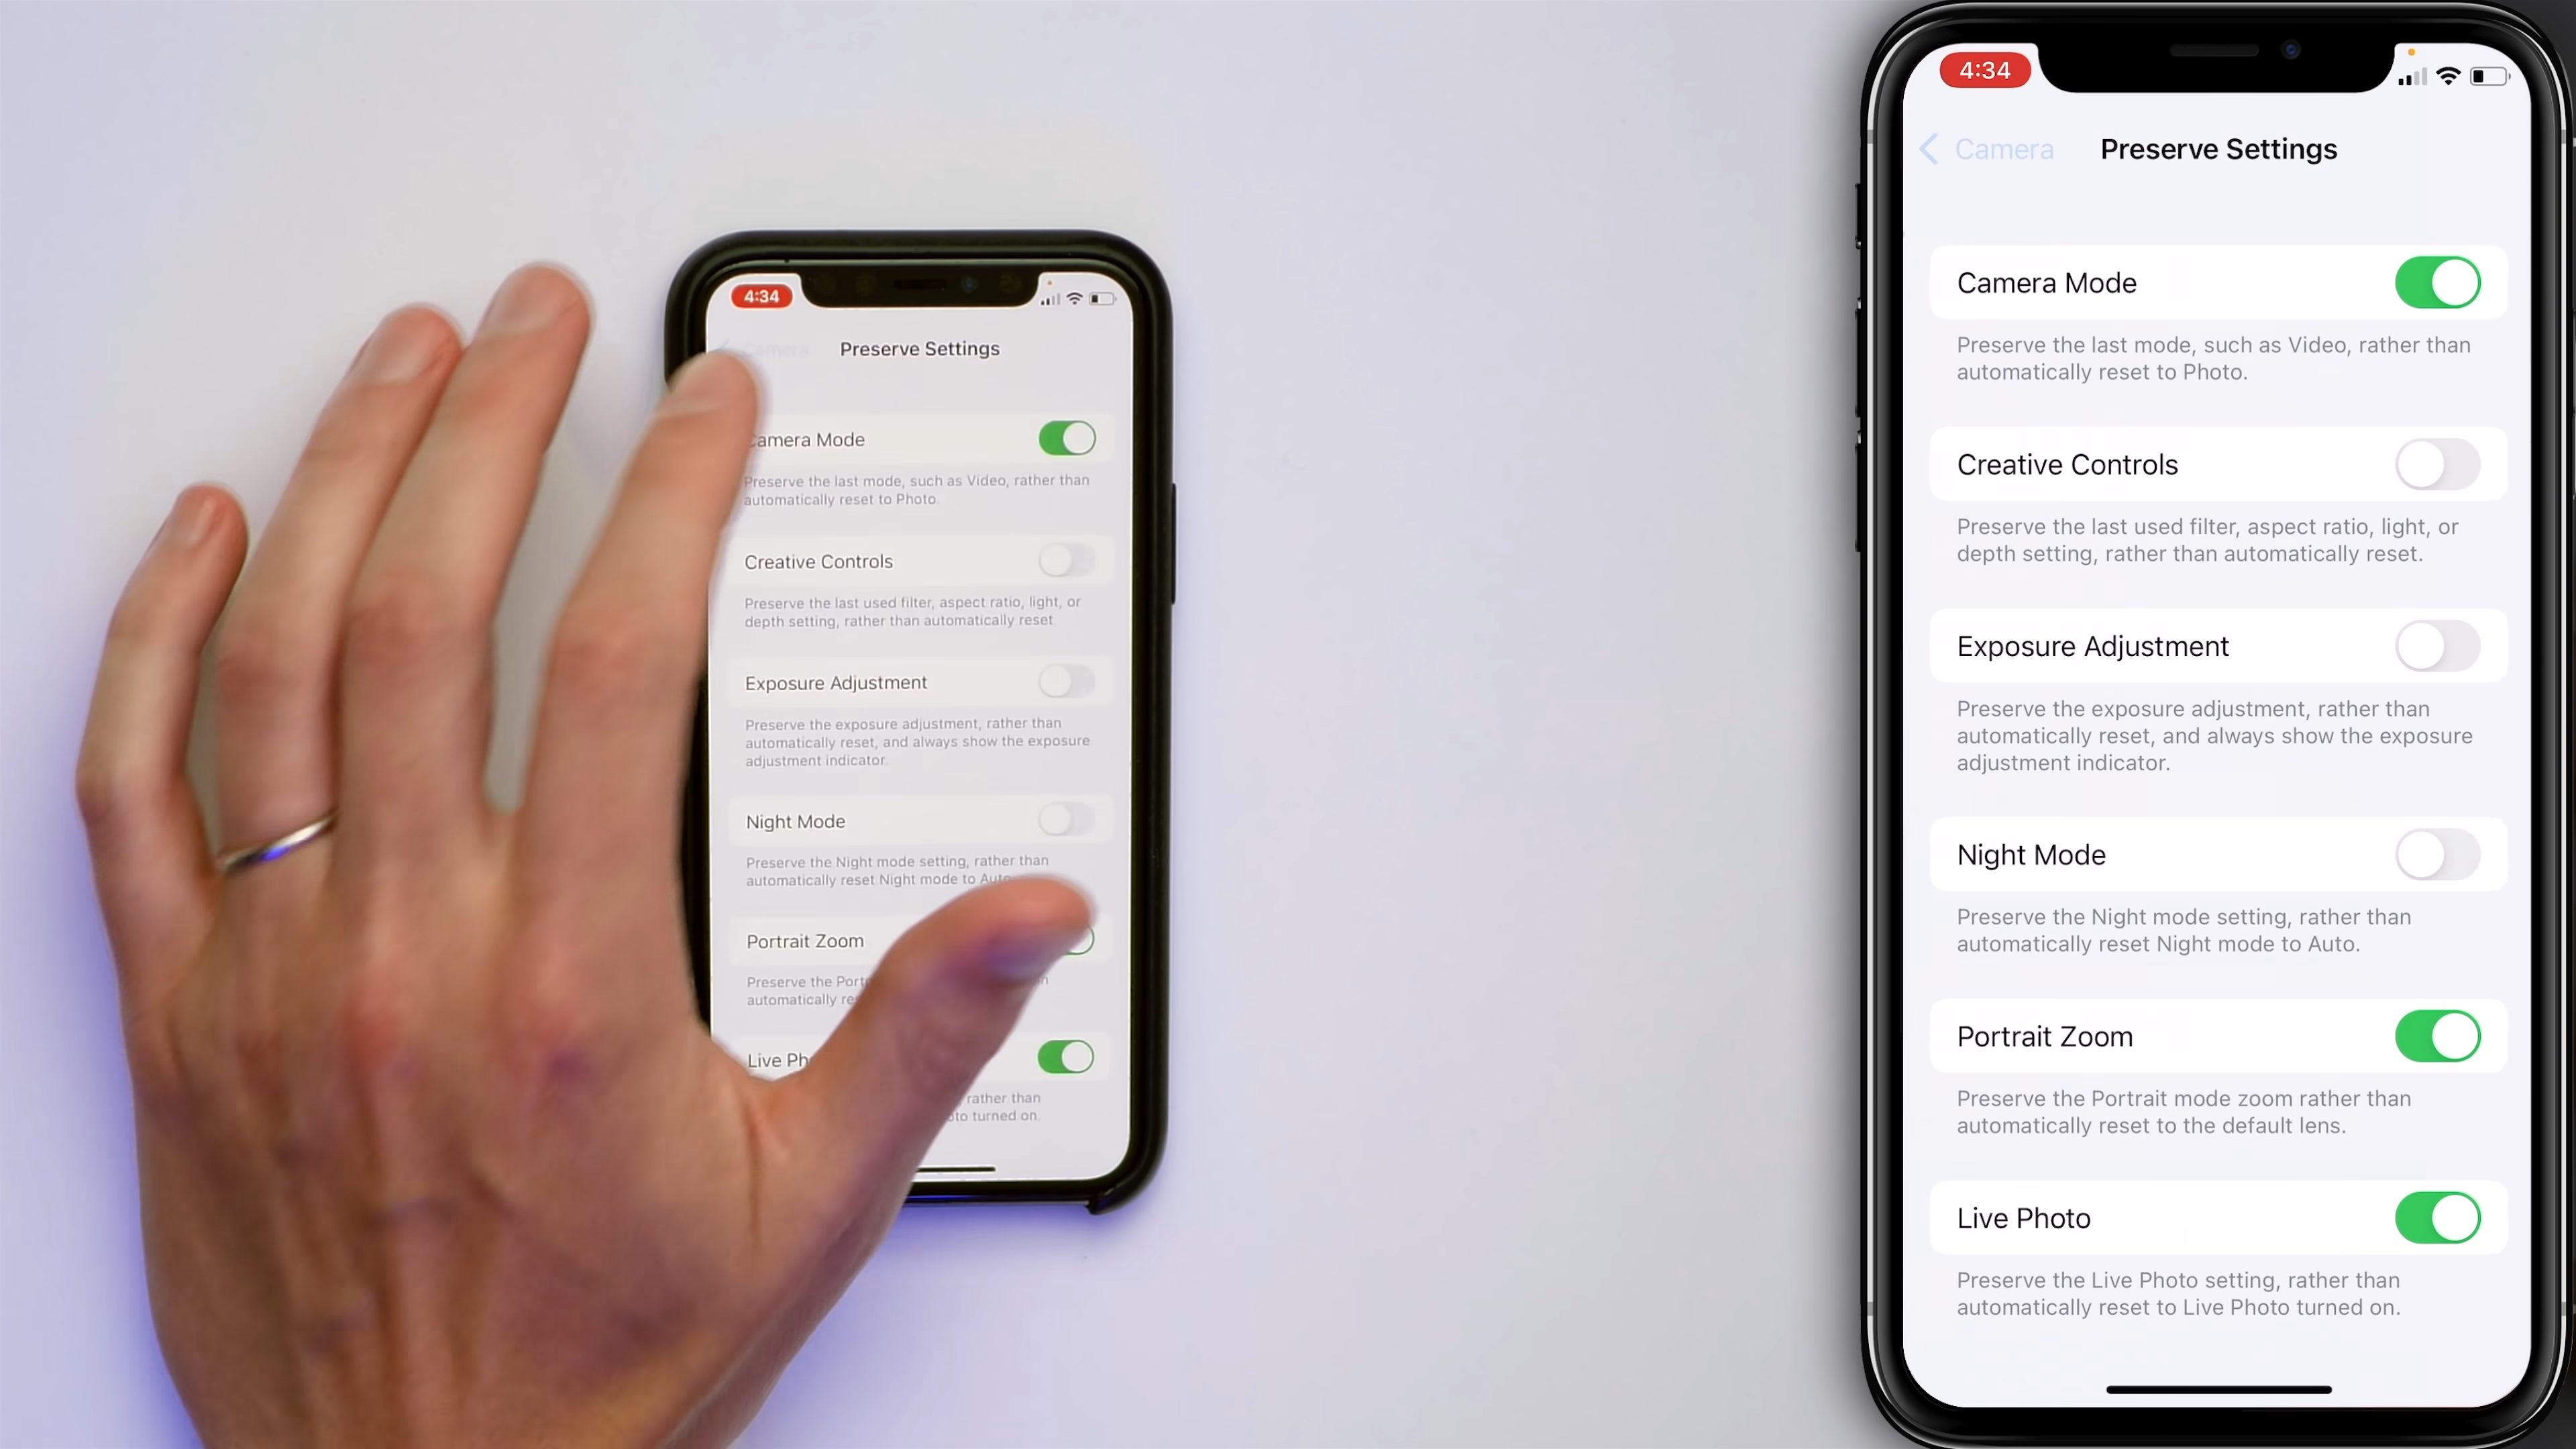 4:34
Preserve Settings
Camera Mode
Preserve the last mode, such as Video, rather than
automatically reset to Photo.
Creative Controls
Preserve the last used filter, aspect ratio, light, or
depth setting, rather than automatically reset
Exposure Adjustment
Preserve the exposure adjustment, rather than
automatically reset, and always show the exposure
adjustment indicator.
Night Mode
Preserve the Night mode setting, rather than
automatically reset Night mode to Auto
Portrait Zoom
Preserve the
automatically
Live
rather than
turned on.
4:34
Camera
Preserve Settings
Camera Mode
Preserve the last mode, such as Video, rather than
automatically reset to Photo.
Creative Controls
Preserve the last used filter, aspect ratio, light, or
depth setting, rather than automatically reset.
Exposure Adjustment
Preserve the exposure adjustment, rather than
automatically reset, and always show the exposure
adjustment indicator.
Night Mode
Preserve the Night mode setting, rather than
automatically reset Night mode to Auto.
Portrait Zoom
Preserve the Portrait mode zoom rather than
automatically reset to the default lens.
Live Photo
Preserve the Live Photo setting, rather than
automatically reset to Live Photo turned on.